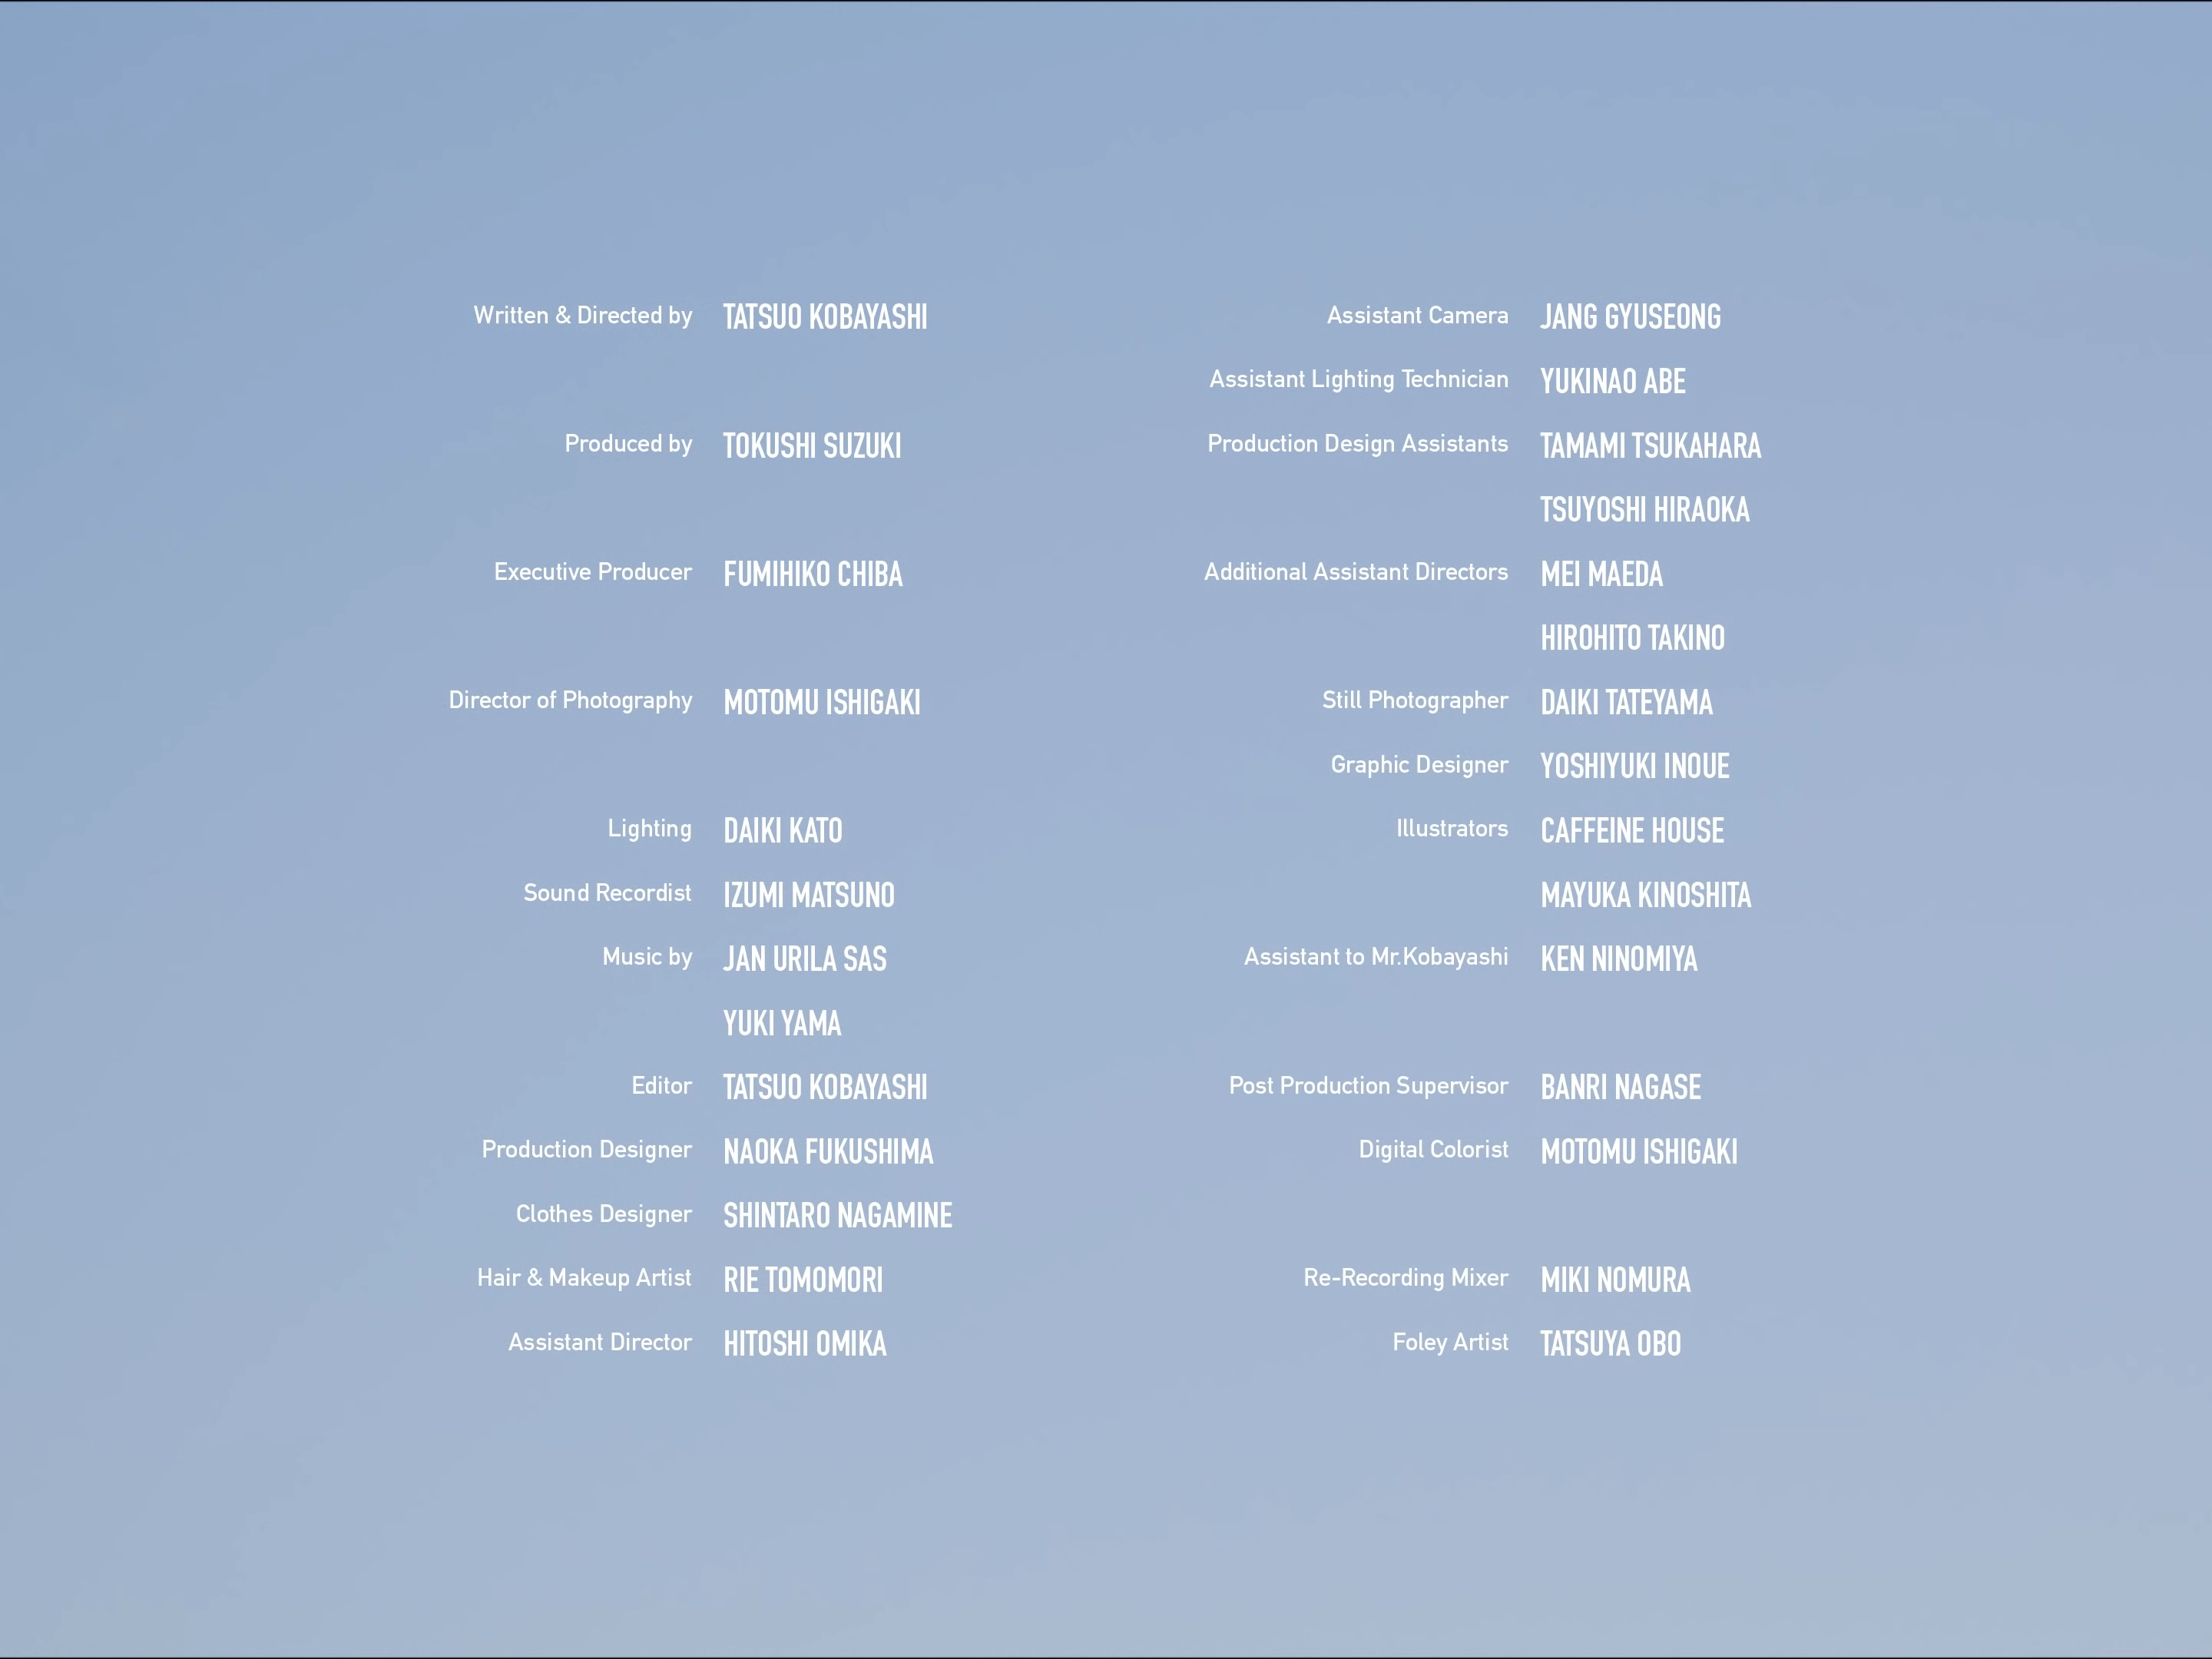 Written & Directed by TATSUO KOBAYASHI
Produced by TOKUSHI SUZUKI
Executive Producer FUMIHIKO CHIBA
Director of Photography MOTOMU ISHIGAKI
Lighting DAIKI KATO
Sound Recordist IZUMI MATSUNO
Music by JAN URILA SAS
YUKI YAMA
Editor TATSUO KOBAYASHI
Production Designer NAOKA FUKUSHIMA
Clothes Designer SHINTARO NAGAMINE
Hair & Makeup Artist RIE TOMOMORI
Assistant Director HITOSHI OMIKA
Assistant Camera JANG GYUSEONG
Assistant Lighting Technician YUKINAO ABE
Production Design Assistants TAMAMI TSUKAHARA
TSUYOSHI HIRAOKA
Additional Assistant Directors MEI MAEDA
HIROHITO TAKINO
Still Photographer DAIKI TATEYAMA
Graphic Designer YOSHIYUKI INOUE
Illustrators CAFFEINE HOUSE
MAYUKA KINOSHITA
Assistant to Mr.Kobayashi KEN NINOMIYA
Post Production Supervisor BANRI NAGASE
Digital Colorist MOTOMU ISHIGAKI
Re-Recording Mixer MIKI NOMURA
Foley Artist TATSUYA OBO